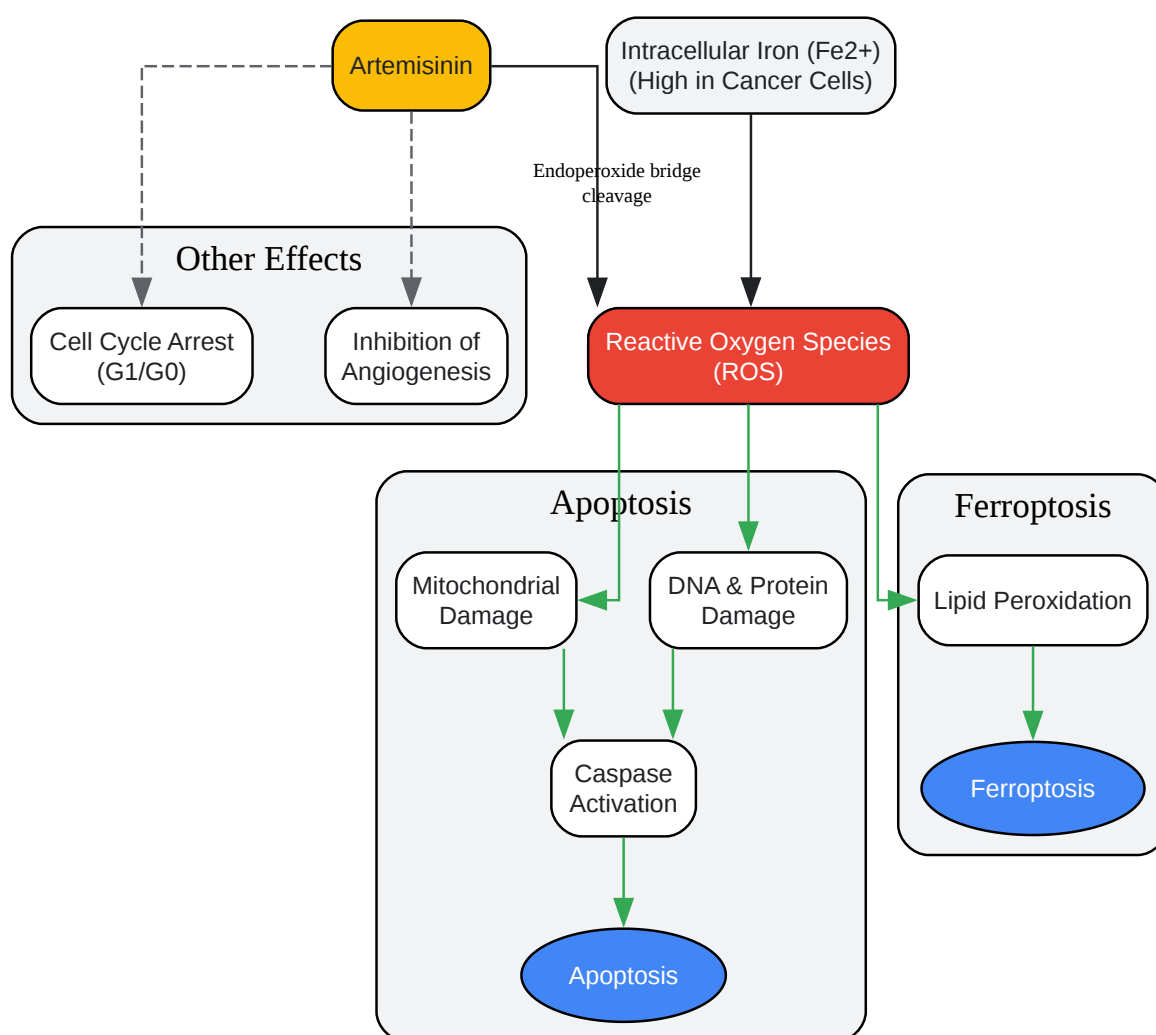 Artemisinin
Intracellular Iron (Fe2+)
(High in Cancer Cells)
Endoperoxide bridge
cleavage
Other Effects
Cell Cycle Arrest
(G1/G0)
Inhibition of
Angiogenesis
Reactive Oxygen Species
(ROS)
Apoptosis
Mitochondrial
Damage
DNA & Protein
Damage
Caspase
Activation
Apoptosis
Ferroptosis
Lipid Peroxidation
Ferroptosis